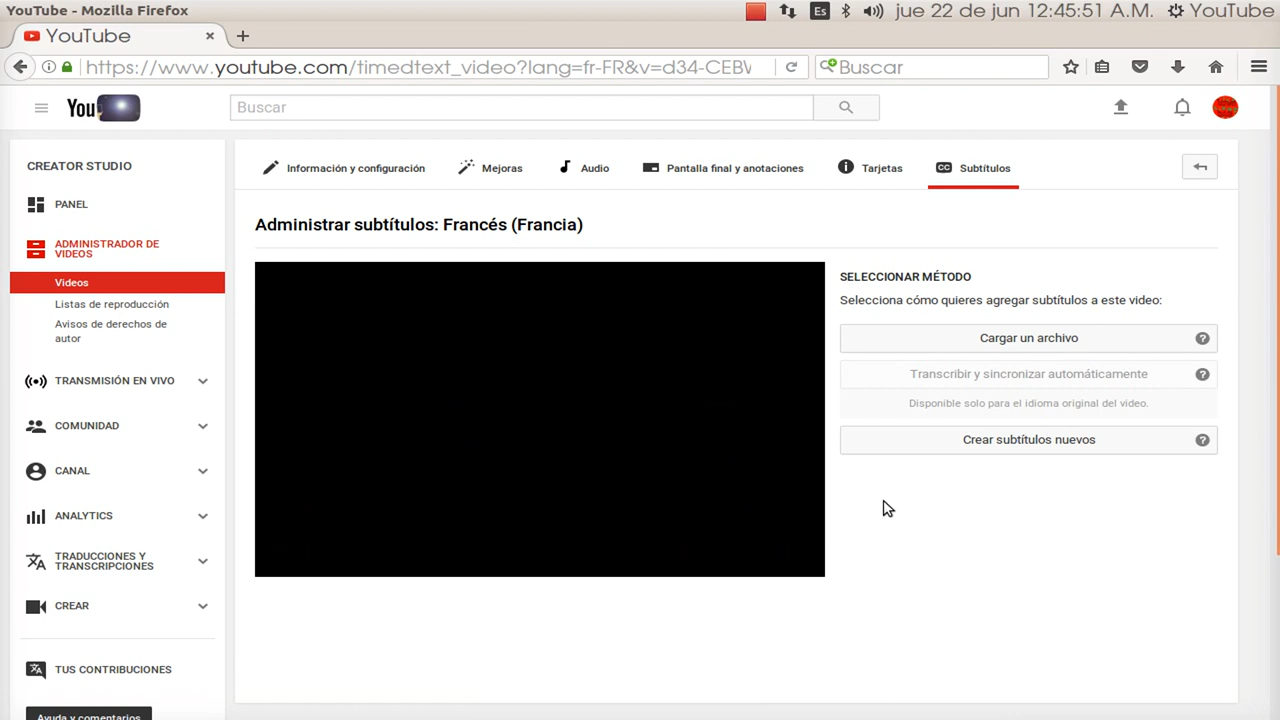 YouTube - Mozilla Firefox
Es
jue 22 de jun 12:45:51 A.M.
YouTube
YouTube
https://www.youtube.com/timedtext_video?lang=fr-FR&v=d34-CEBV
Buscar
You
Buscar
CREATOR STUDIO
PANEL
ADMINISTRADOR DE
VIDEOS
Videos
Listas de reproducción
Avisos de derechos de
autor
TRANSMISIÓN EN VIVO
COMUNIDAD
CANAL
ANALYTICS
TRADUCCIONES Y
TRANSCRIPCIONES
CREAR
TUS CONTRIBUCIONES
Ayuda y comentarios
Información y configuración
Mejoras
Audio
Pantalla final y anotaciones
Tarjetas
CC Subtítulos
Administrar subtítulos: Francés (Francia)
SELECCIONAR MÉTODO
Selecciona cómo quieres agregar subtítulos a este video:
Cargar un archivo ?
Transcribir y sincronizar automáticamente ?
Disponible solo para el idioma original del video.
Crear subtítulos nuevos ?